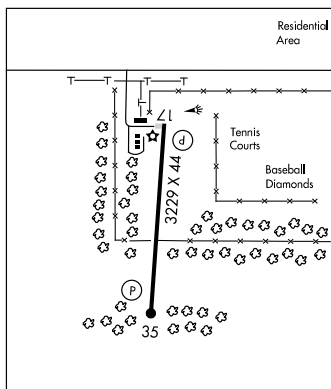 Residential
Area
T T T T
T
17
P
Tennis
Courts
3229 X 44
Baseball
Diamonds
P
35